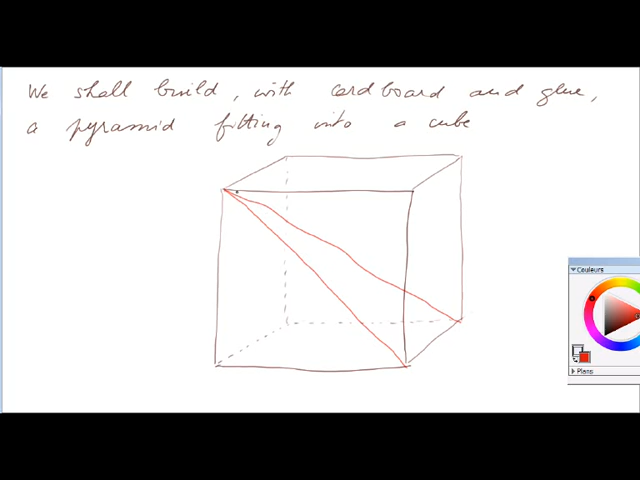 We shall build, with cardboard and glue,
a pyramid fitting into a cube
Couleurs
Plans